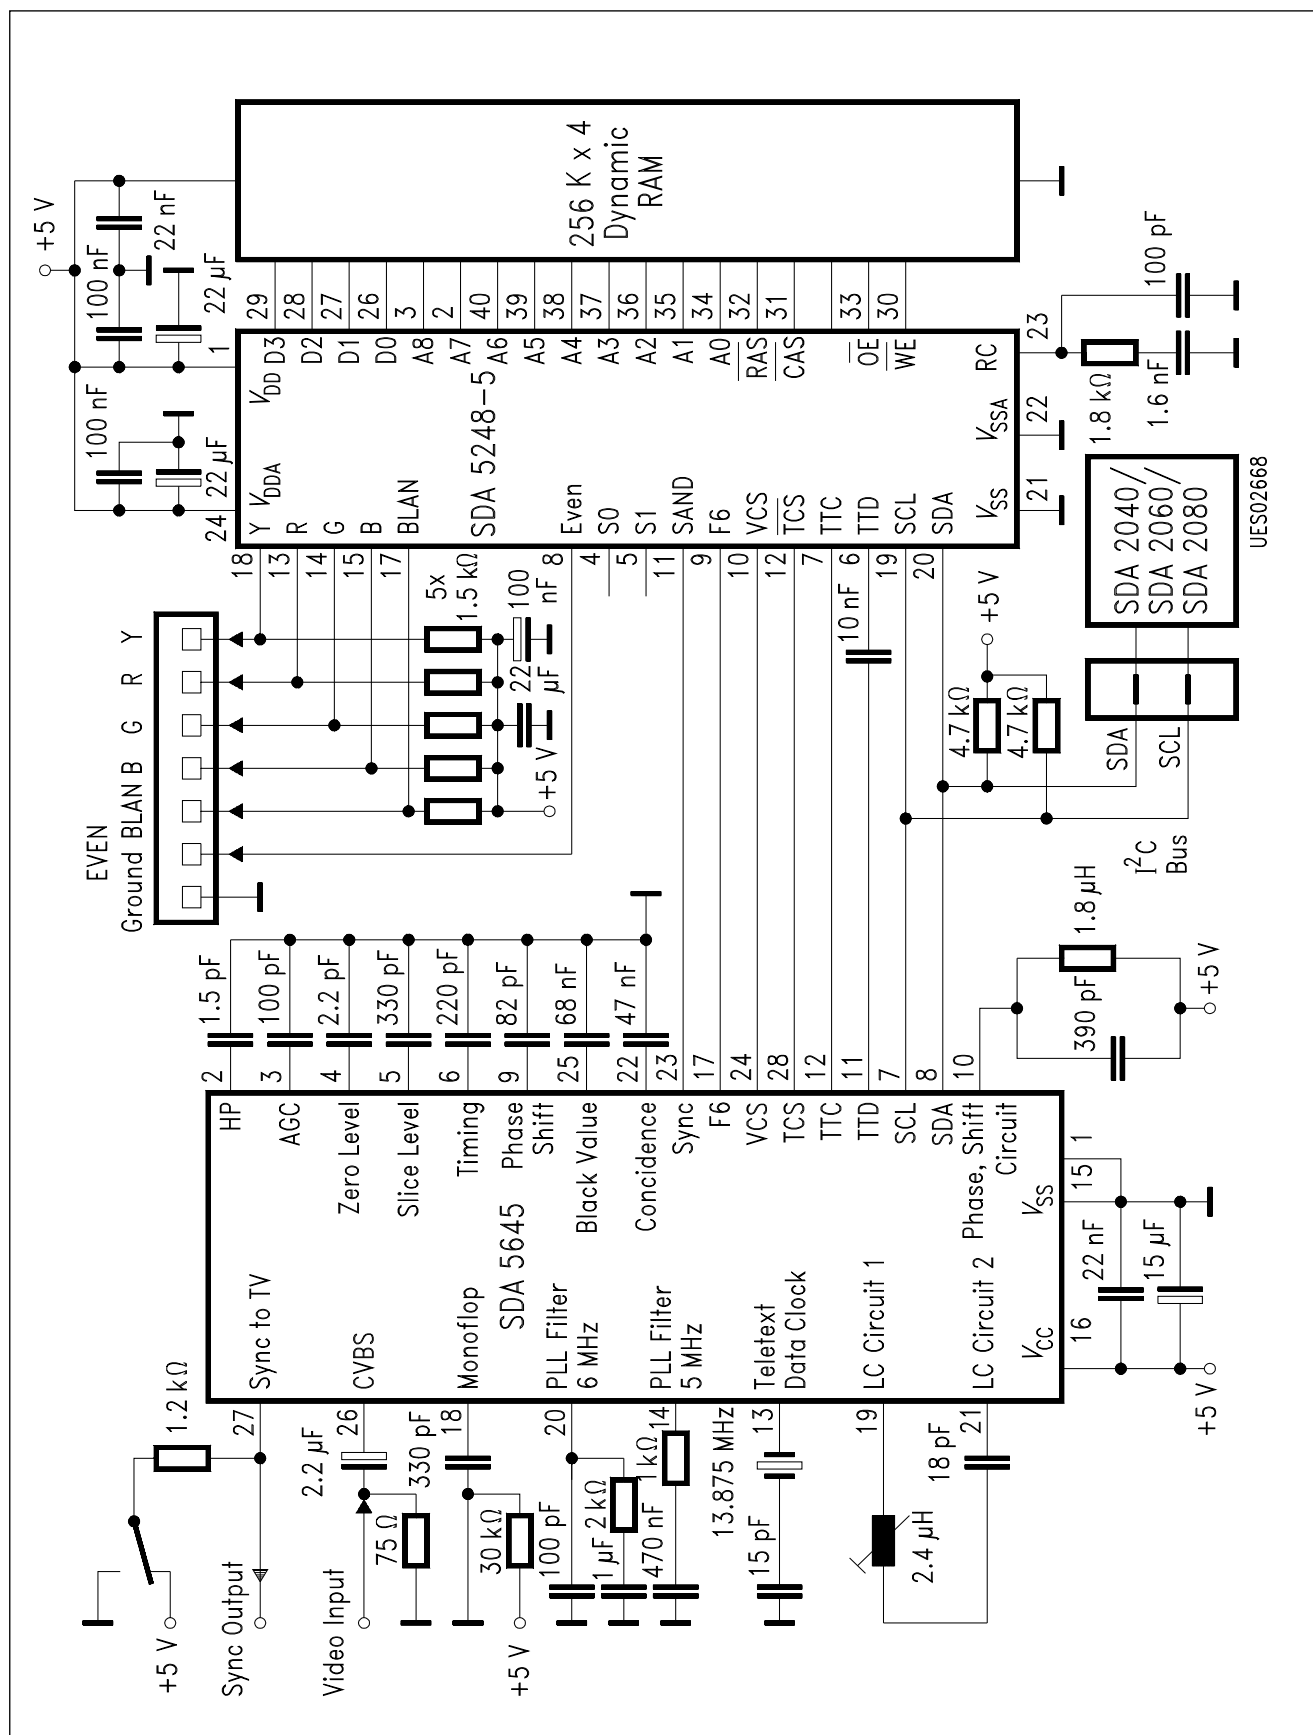 +5 V
Sync Output
Video Input
+5 V
1.2 kΩ
27
2.2 µF
26
75 Ω
330 pF
18
30 kΩ
100 pF
20
1 µF
2 kΩ
470 nF
1 kΩ
14
13.875 MHz
13
15 pF
19
2.4 µH
18 pF
21
+5 V
Sync to TV
CVBS
Monoflop
SDA 5645
PLL Filter
6 MHz
PLL Filter
5 MHz
Teletext
Data Clock
LC Circuit 1
LC Circuit 2
VCC
16
22 nF
15 µF
VSS
15
1
HP
AGC
Zero Level
Slice Level
Timing
Phase
Shift
Black Value
Concidence
Sync
F6
VCS
TCS
TTC
TTD
SCL
SDA
Phase, Shift
Circuit
2
3
4
5
6
9
25
22
23
17
24
28
12
11
7
8
10
1.5 pF
100 pF
2.2 pF
330 pF
220 pF
82 pF
68 nF
47 nF
390 pF
1.8 µH
+5 V
EVEN
Ground
BLAN
B
G
R
Y
5x
1.5 kΩ
22
µF
100
nF
+5 V
10 nF
4.7 kΩ
4.7 kΩ
+5 V
I²C
Bus
SDA
SCL
SDA 2040/
SDA 2060/
SDA 2080
18
13
14
15
17
8
4
5
11
9
10
12
7
6
19
20
24
VDDA
Y
R
G
B
BLAN
SDA 5248-5
Even
S0
S1
SAND
F6
VCS
TCS
TTC
TTD
SCL
SDA
VSS
21
VSSA
22
RC
23
1.8 kΩ
1.6 nF
100 pF
1
VDD
D3
D2
D1
D0
A8
A7
A6
A5
A4
A3
A2
A1
A0
RAS
CAS
OE
WE
29
28
27
26
3
2
40
39
38
37
36
35
34
32
31
33
30
100 nF
22 µF
100 nF
22 µF
22 nF
+5 V
256 K x 4
Dynamic
RAM
UES02668